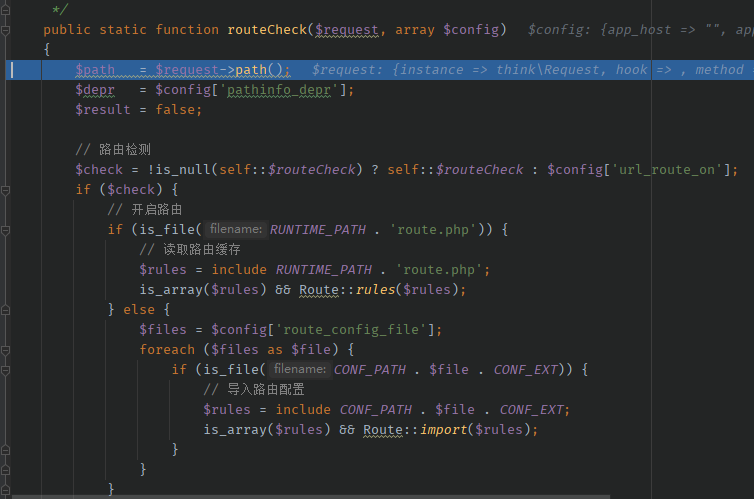 */
public static function routeCheck($request, array $config)   $config: {app_host => "", app
{
    $path   = $request->path();   $request: {instance => think\Request, hook => , method
    $depr   = $config['pathinfo_depr'];
    $result = false;

    // 路由检测
    $check = !is_null(self::$routeCheck) ? self::$routeCheck : $config['url_route_on'];
    if ($check) {
        // 开启路由
        if (is_file( filename: RUNTIME_PATH . 'route.php')) {
            // 读取路由缓存
            $rules = include RUNTIME_PATH . 'route.php';
            is_array($rules) && Route::rules($rules);
        } else {
            $files = $config['route_config_file'];
            foreach ($files as $file) {
                if (is_file( filename: CONF_PATH . $file . CONF_EXT)) {
                    // 导入路由配置
                    $rules = include CONF_PATH . $file . CONF_EXT;
                    is_array($rules) && Route::import($rules);
                }
            }
        }